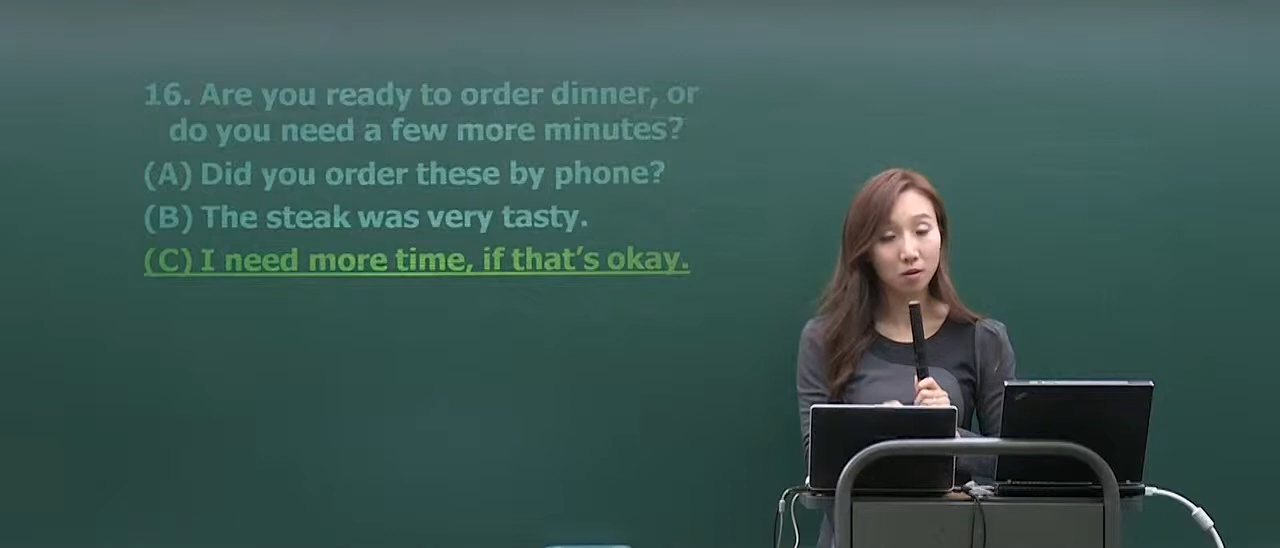 16. Are you ready to order dinner, or
do you need a few more minutes?
(A) Did you order these by phone?
(B) The steak was very tasty.
(C) I need more time, if that's okay.